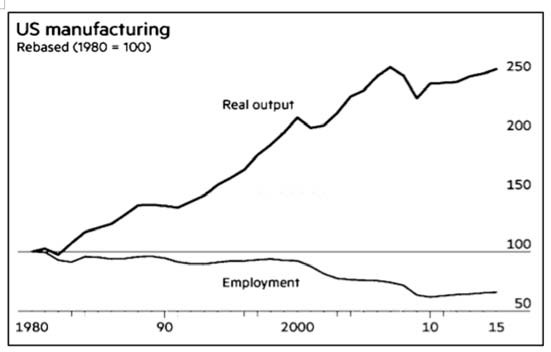 US manufacturing
Rebased (1980 = 100)
250
Real output
200
150
100
Employment
50
1980 90 2000 10 15